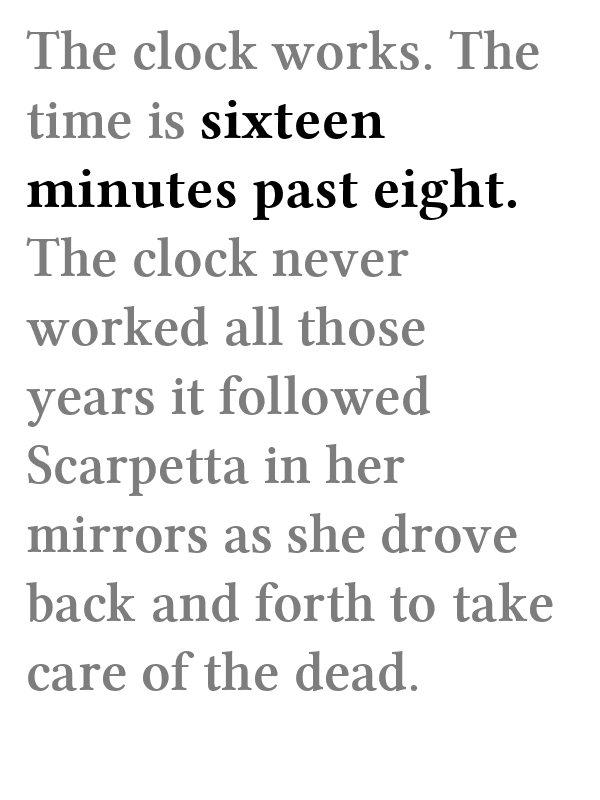 The clock works. The
time is sixteen
minutes past eight.
The clock never
worked all those
years it followed
Scarpetta in her
mirrors as she drove
back and forth to take
care of the dead.